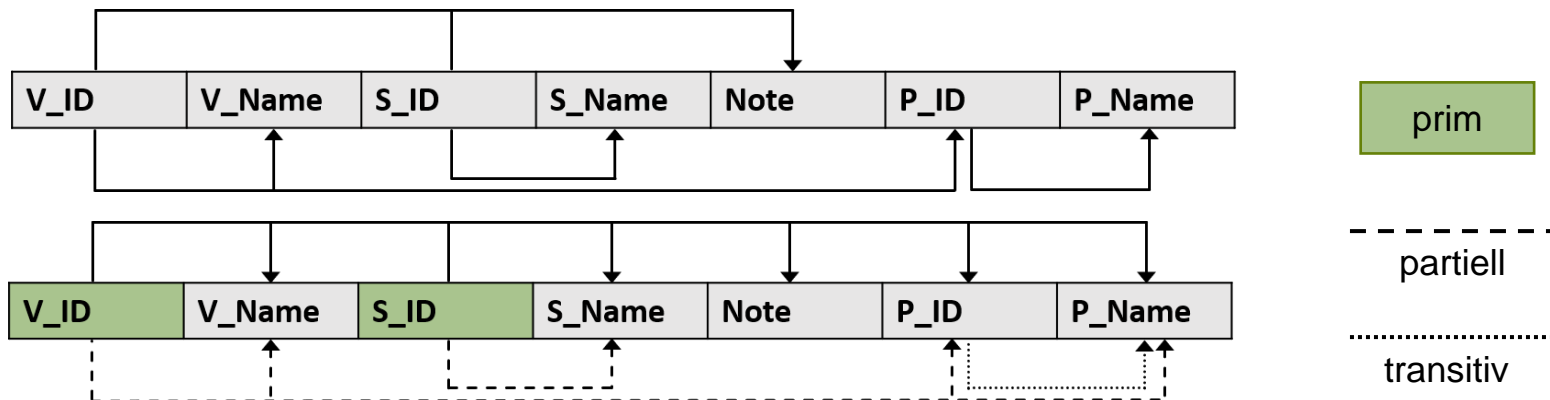 V_ID V_Name S_ID S_Name Note P_ID P_Name
prim
V_ID V_Name S_ID S_Name Note P_ID P_Name
partiell
transitiv